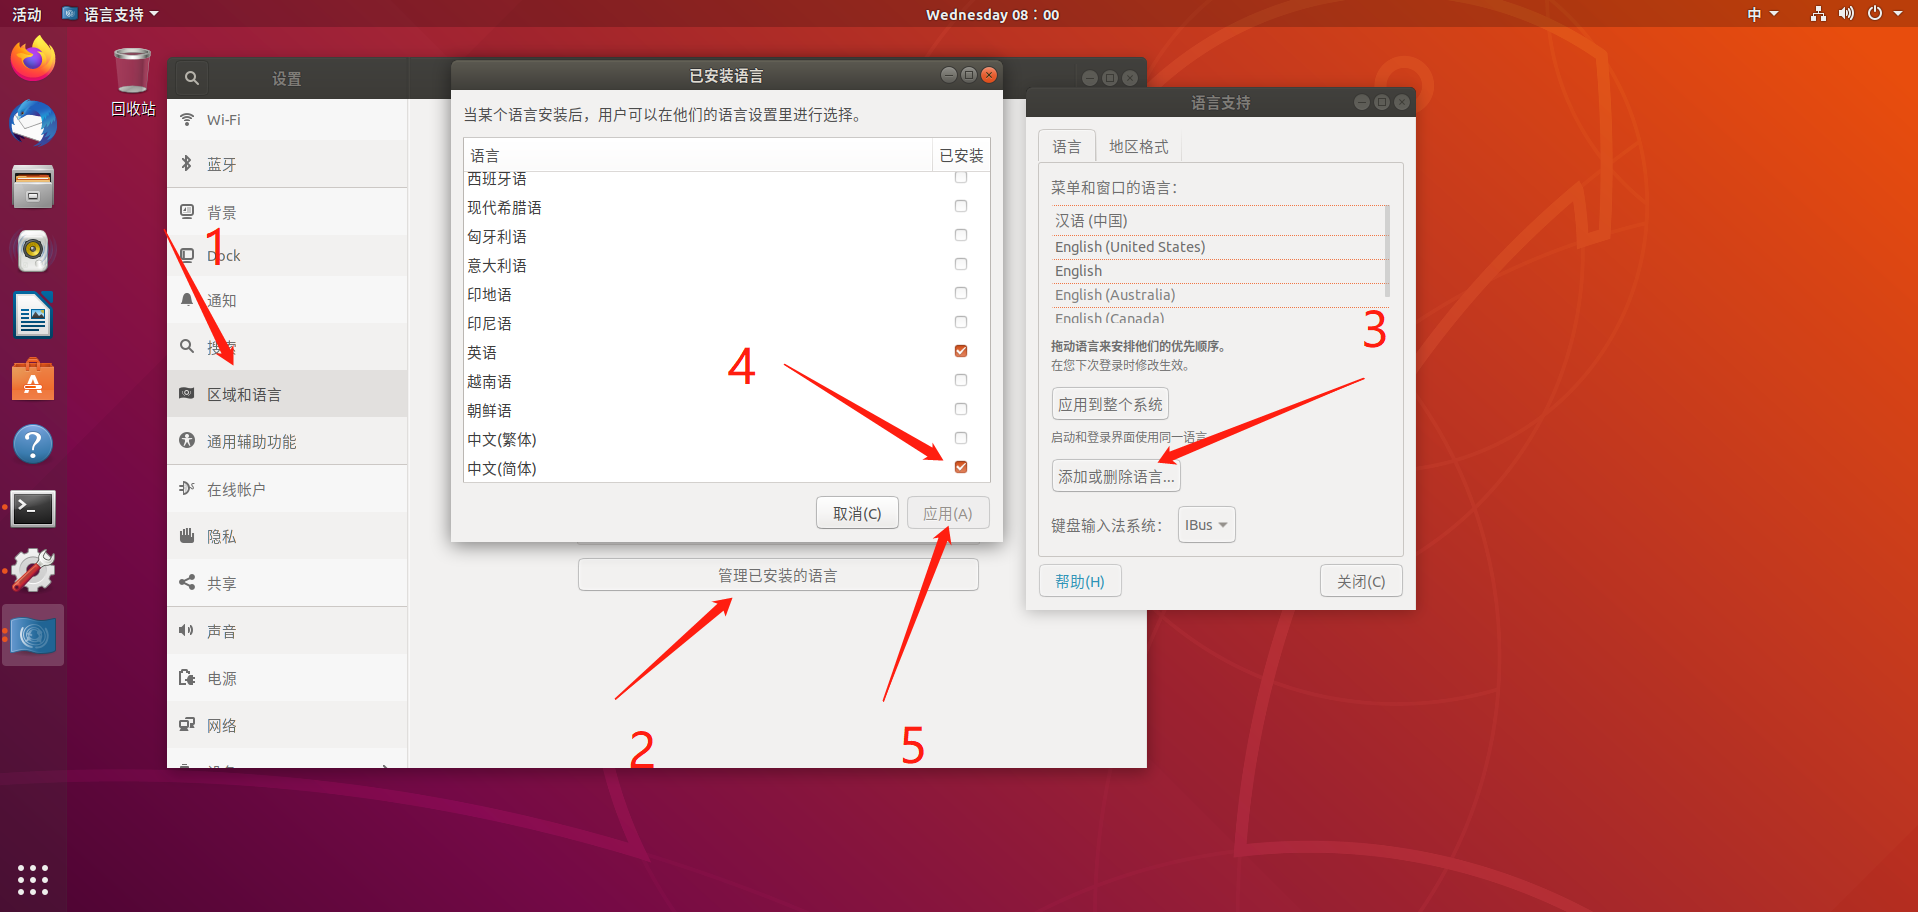 活动
语言支持
Wednesday 08：00
中
回收站
设置
Wi-Fi
蓝牙
背景
Dock
通知
搜索
区域和语言
通用辅助功能
在线帐户
隐私
共享
声音
电源
网络
1
已安装语言
当某个语言安装后，用户可以在他们的语言设置里进行选择。
语言
已安装
西班牙语
现代希腊语
匈牙利语
意大利语
印地语
印尼语
英语
越南语
朝鲜语
中文(繁体)
中文(简体)
4
取消(C)
应用(A)
管理已安装的语言
2
5
语言支持
语言
地区格式
菜单和窗口的语言：
汉语 (中国)
English (United States)
English
English (Australia)
English (Canada)
3
拖动语言来安排他们的优先顺序。
在您下次登录时修改生效。
应用到整个系统
启动和登录界面使用同一语言
添加或删除语言...
键盘输入法系统：
IBus
帮助(H)
关闭(C)